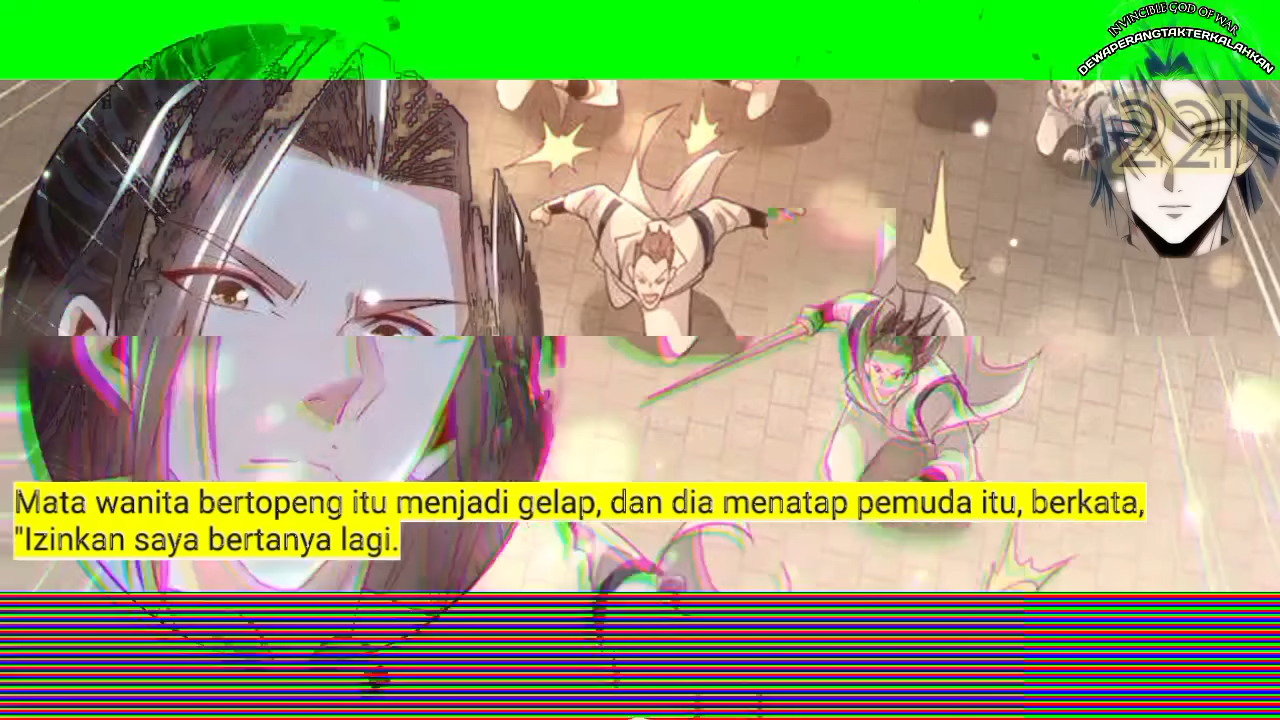 INVINCIBLE GOD OF WAR
DEWAPERANGTAKTERKALAHKAN
221
Mata wanita bertopeng itu menjadi gelap, dan dia menatap pemuda itu, berkata,
"Izinkan saya bertanya lagi.